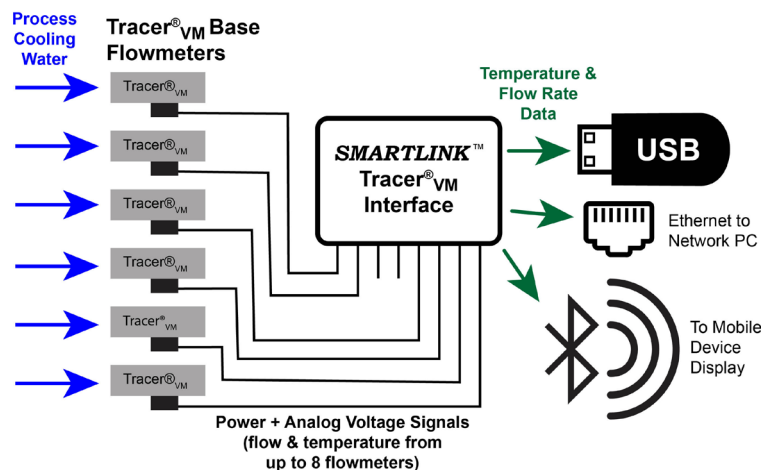 Process
Cooling
Water
Tracer®VM Base
Flowmeters
Tracer®VM
Tracer®VM
Tracer®VM
Tracer®VM
Tracer®VM
Tracer®VM
SMARTLINK™
Tracer®VM
Interface
Temperature &
Flow Rate
Data
USB
Ethernet to
Network PC
To Mobile
Device
Display
Power + Analog Voltage Signals
(flow & temperature from
up to 8 flowmeters)